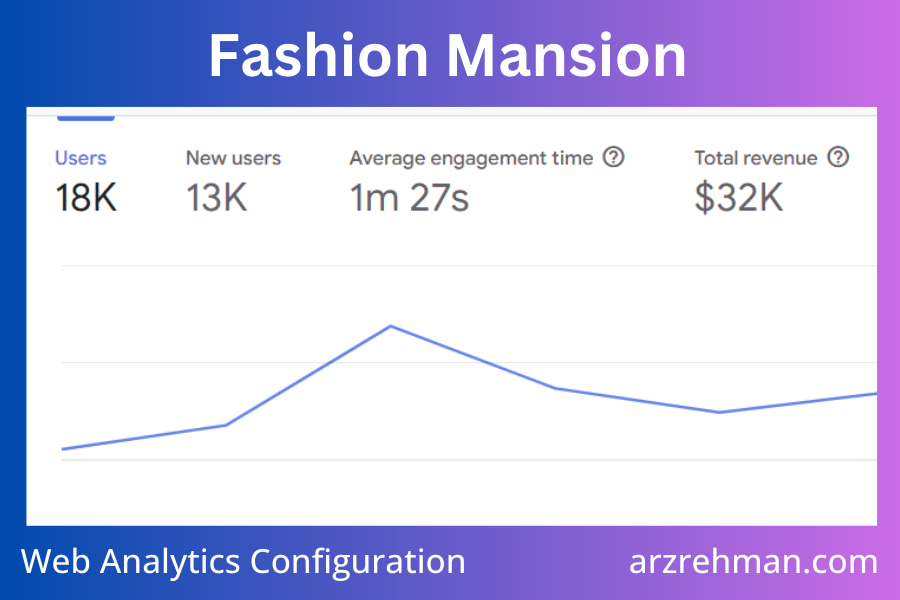 Fashion Mansion
Users New users Average engagement time Total revenue
18K 13K 1m 27s $32K
Web Analytics Configuration arzrehman.com